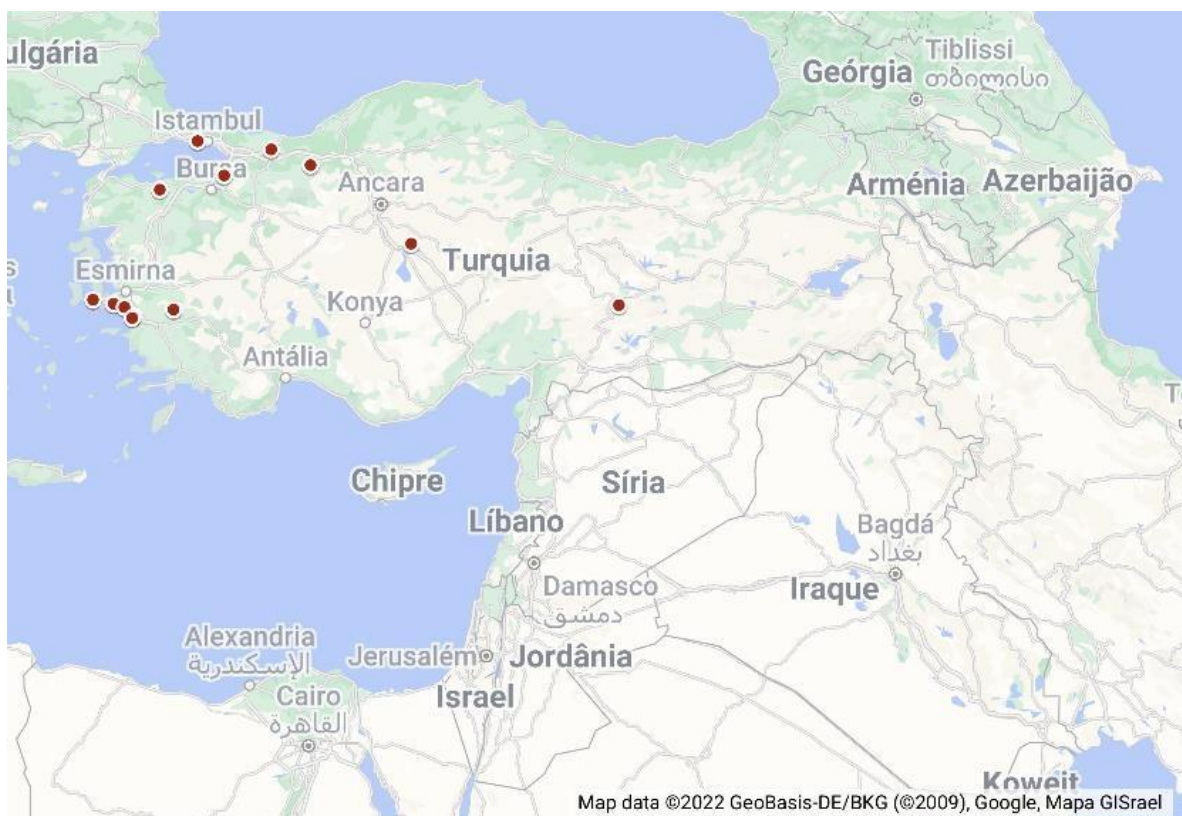 ulgária
Tiblissi
Geórgia
თბილისი
Istambul
Bursa
Ancara
Arménia
Azerbaijão
Turquia
Esmirna
Konya
Antália
Chipre
Síria
Líbano
Bagdá
بغداد
Damasco
دمشق
Iraque
Alexandria
الإسكندرية
Jerusalém
Jordânia
Israel
Cairo
القاهرة
Koweit
Map data ©2022 GeoBasis-DE/BKG (©2009), Google, Mapa GISrael